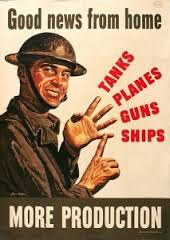 Good news from home
TANKS
PLANES
GUNS
SHIPS
MORE PRODUCTION